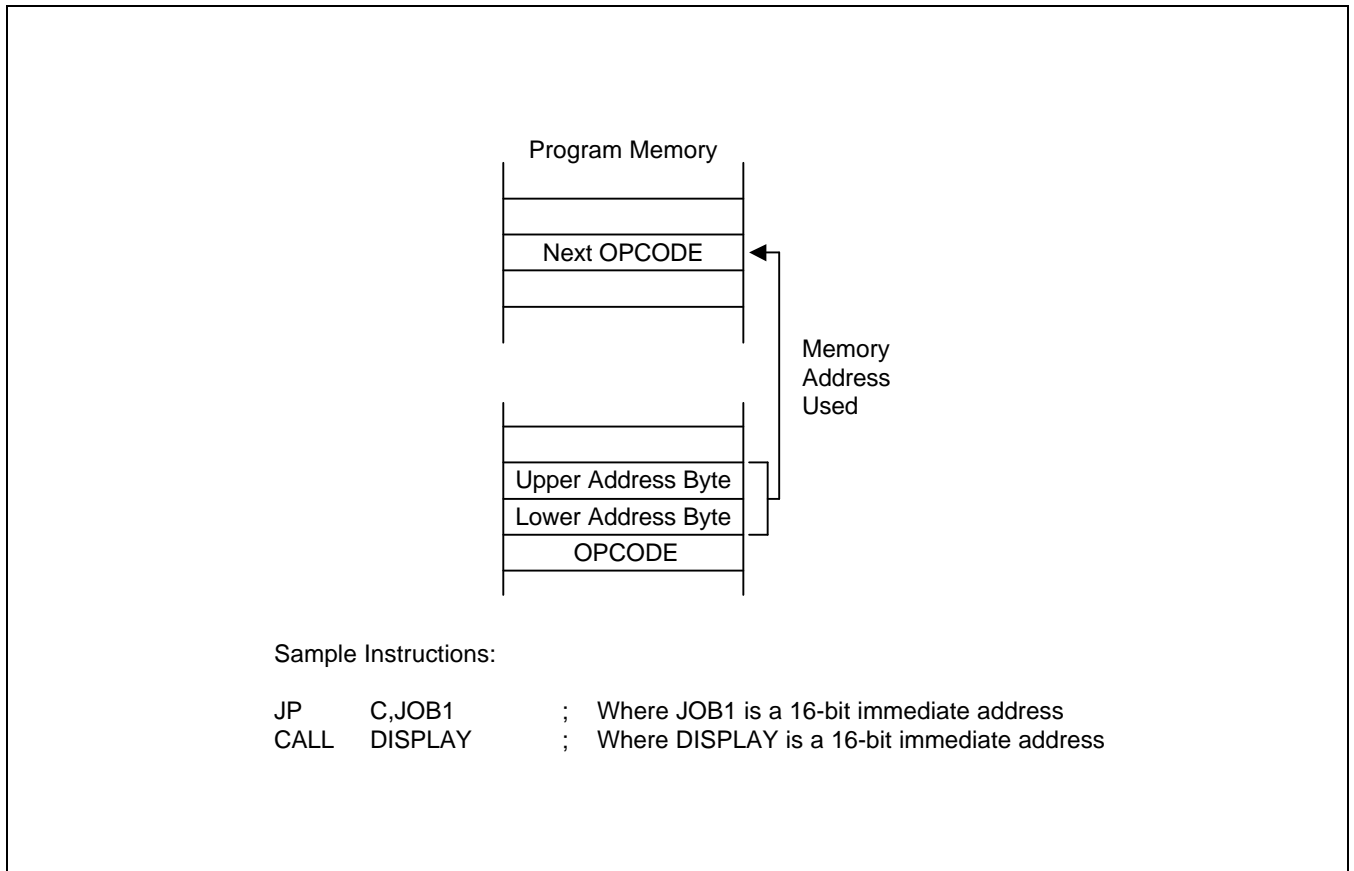 Program Memory
Next OPCODE
Memory
Address
Used
Upper Address Byte
Lower Address Byte
OPCODE
Sample Instructions:
JP C,JOB1 ; Where JOB1 is a 16-bit immediate address
CALL DISPLAY ; Where DISPLAY is a 16-bit immediate address